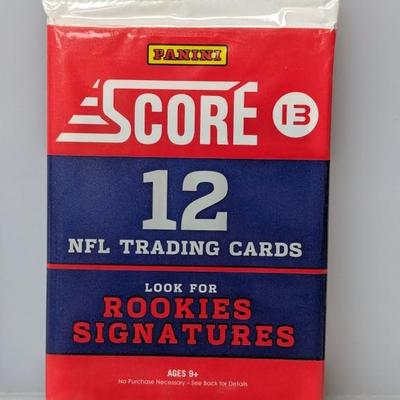 PANINI
SCORE 13
12
NFL TRADING CARDS
LOOK FOR
ROOKIES
SIGNATURES
AGES 9+
No Purchase Necessary - See Back for Details